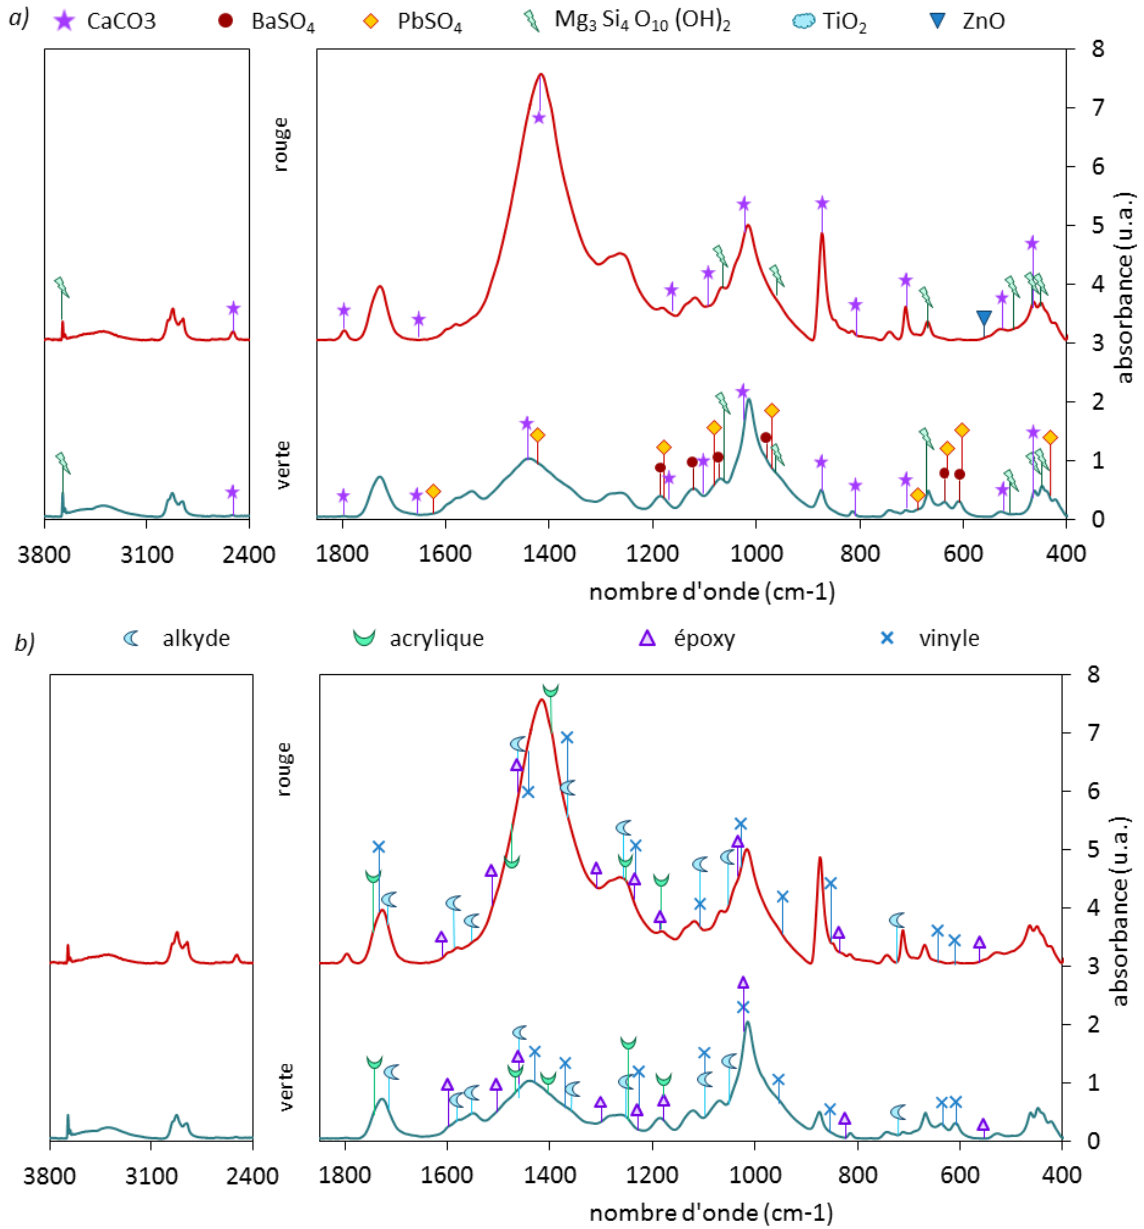 a) CaCO3 BaSO₄ PbSO₄ Mg₃ Si₄ O₁₀ (OH)₂ TiO₂ ZnO
8
7
6
5
4
3
2
1
0
absorbance (u.a.)
rouge
verte
3800 3100 2400 1800 1600 1400 1200 1000 800 600 400
nombre d'onde (cm-1)
b) alkyde acrylique époxy vinyle
8
7
6
5
4
3
2
1
0
absorbance (u.a.)
rouge
verte
3800 3100 2400 1800 1600 1400 1200 1000 800 600 400
nombre d'onde (cm-1)